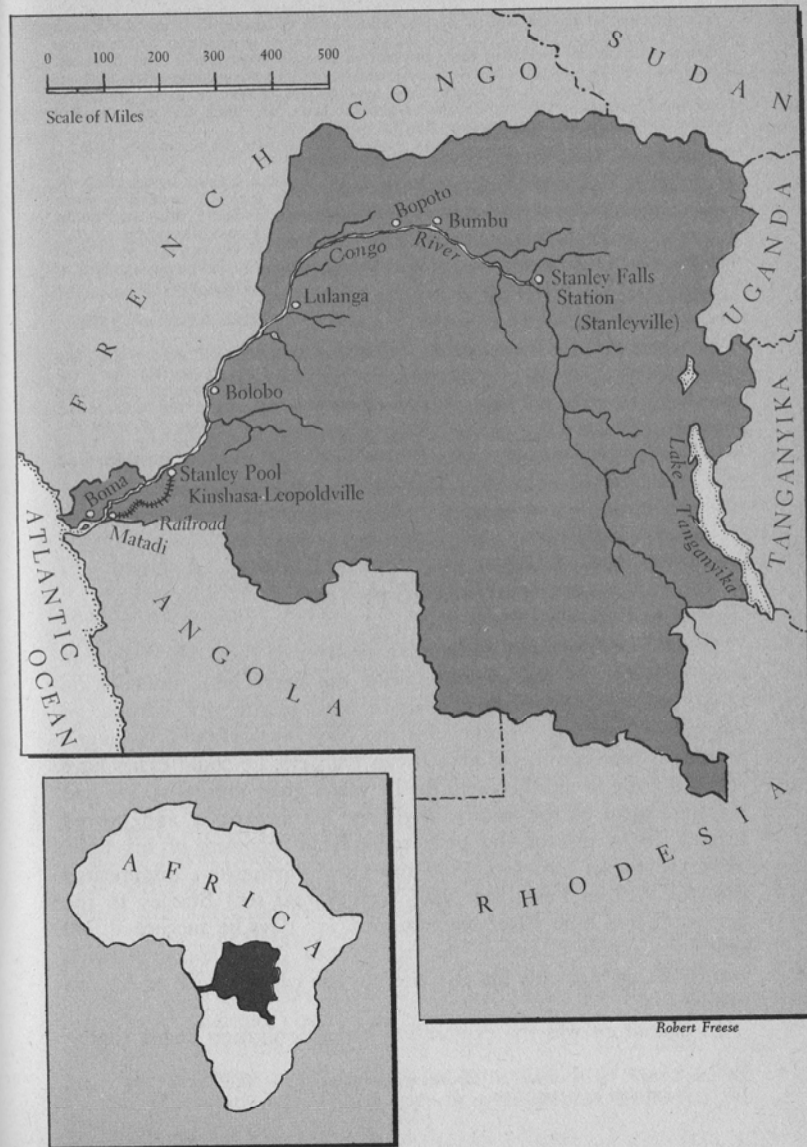 0 100 200 300 400 500
Scale of Miles
FRENCH CONGO
SUDAN
UGANDA
TANGANYIKA
Bopoto
Bumbu
Congo River
Stanley Falls
Station
(Stanleyville)
Lulanga
Bolobo
Lake Tanganyika
Stanley Pool
Kinshasa-Leopoldville
Boma
Railroad
Matadi
ATLANTIC
OCEAN
ANGOLA
RHODESIA
Robert Freese
AFRICA